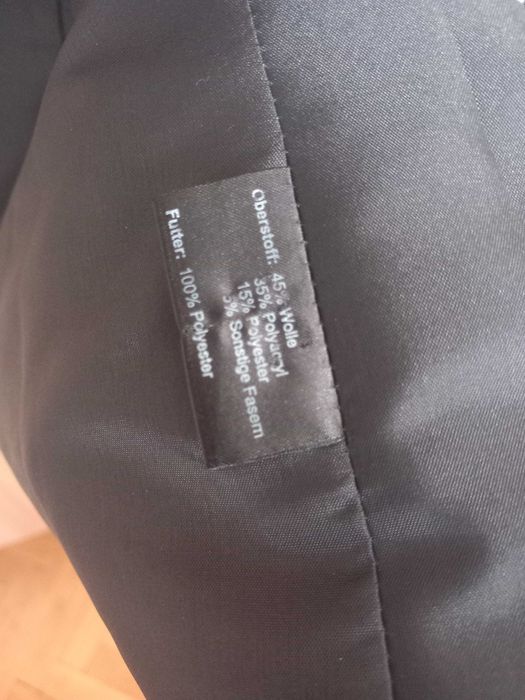 Oberstoff: 45% Wolle
35% Polyacryl
15% Polyester
5% Sonstige Fasern
Futter: 100% Polyester